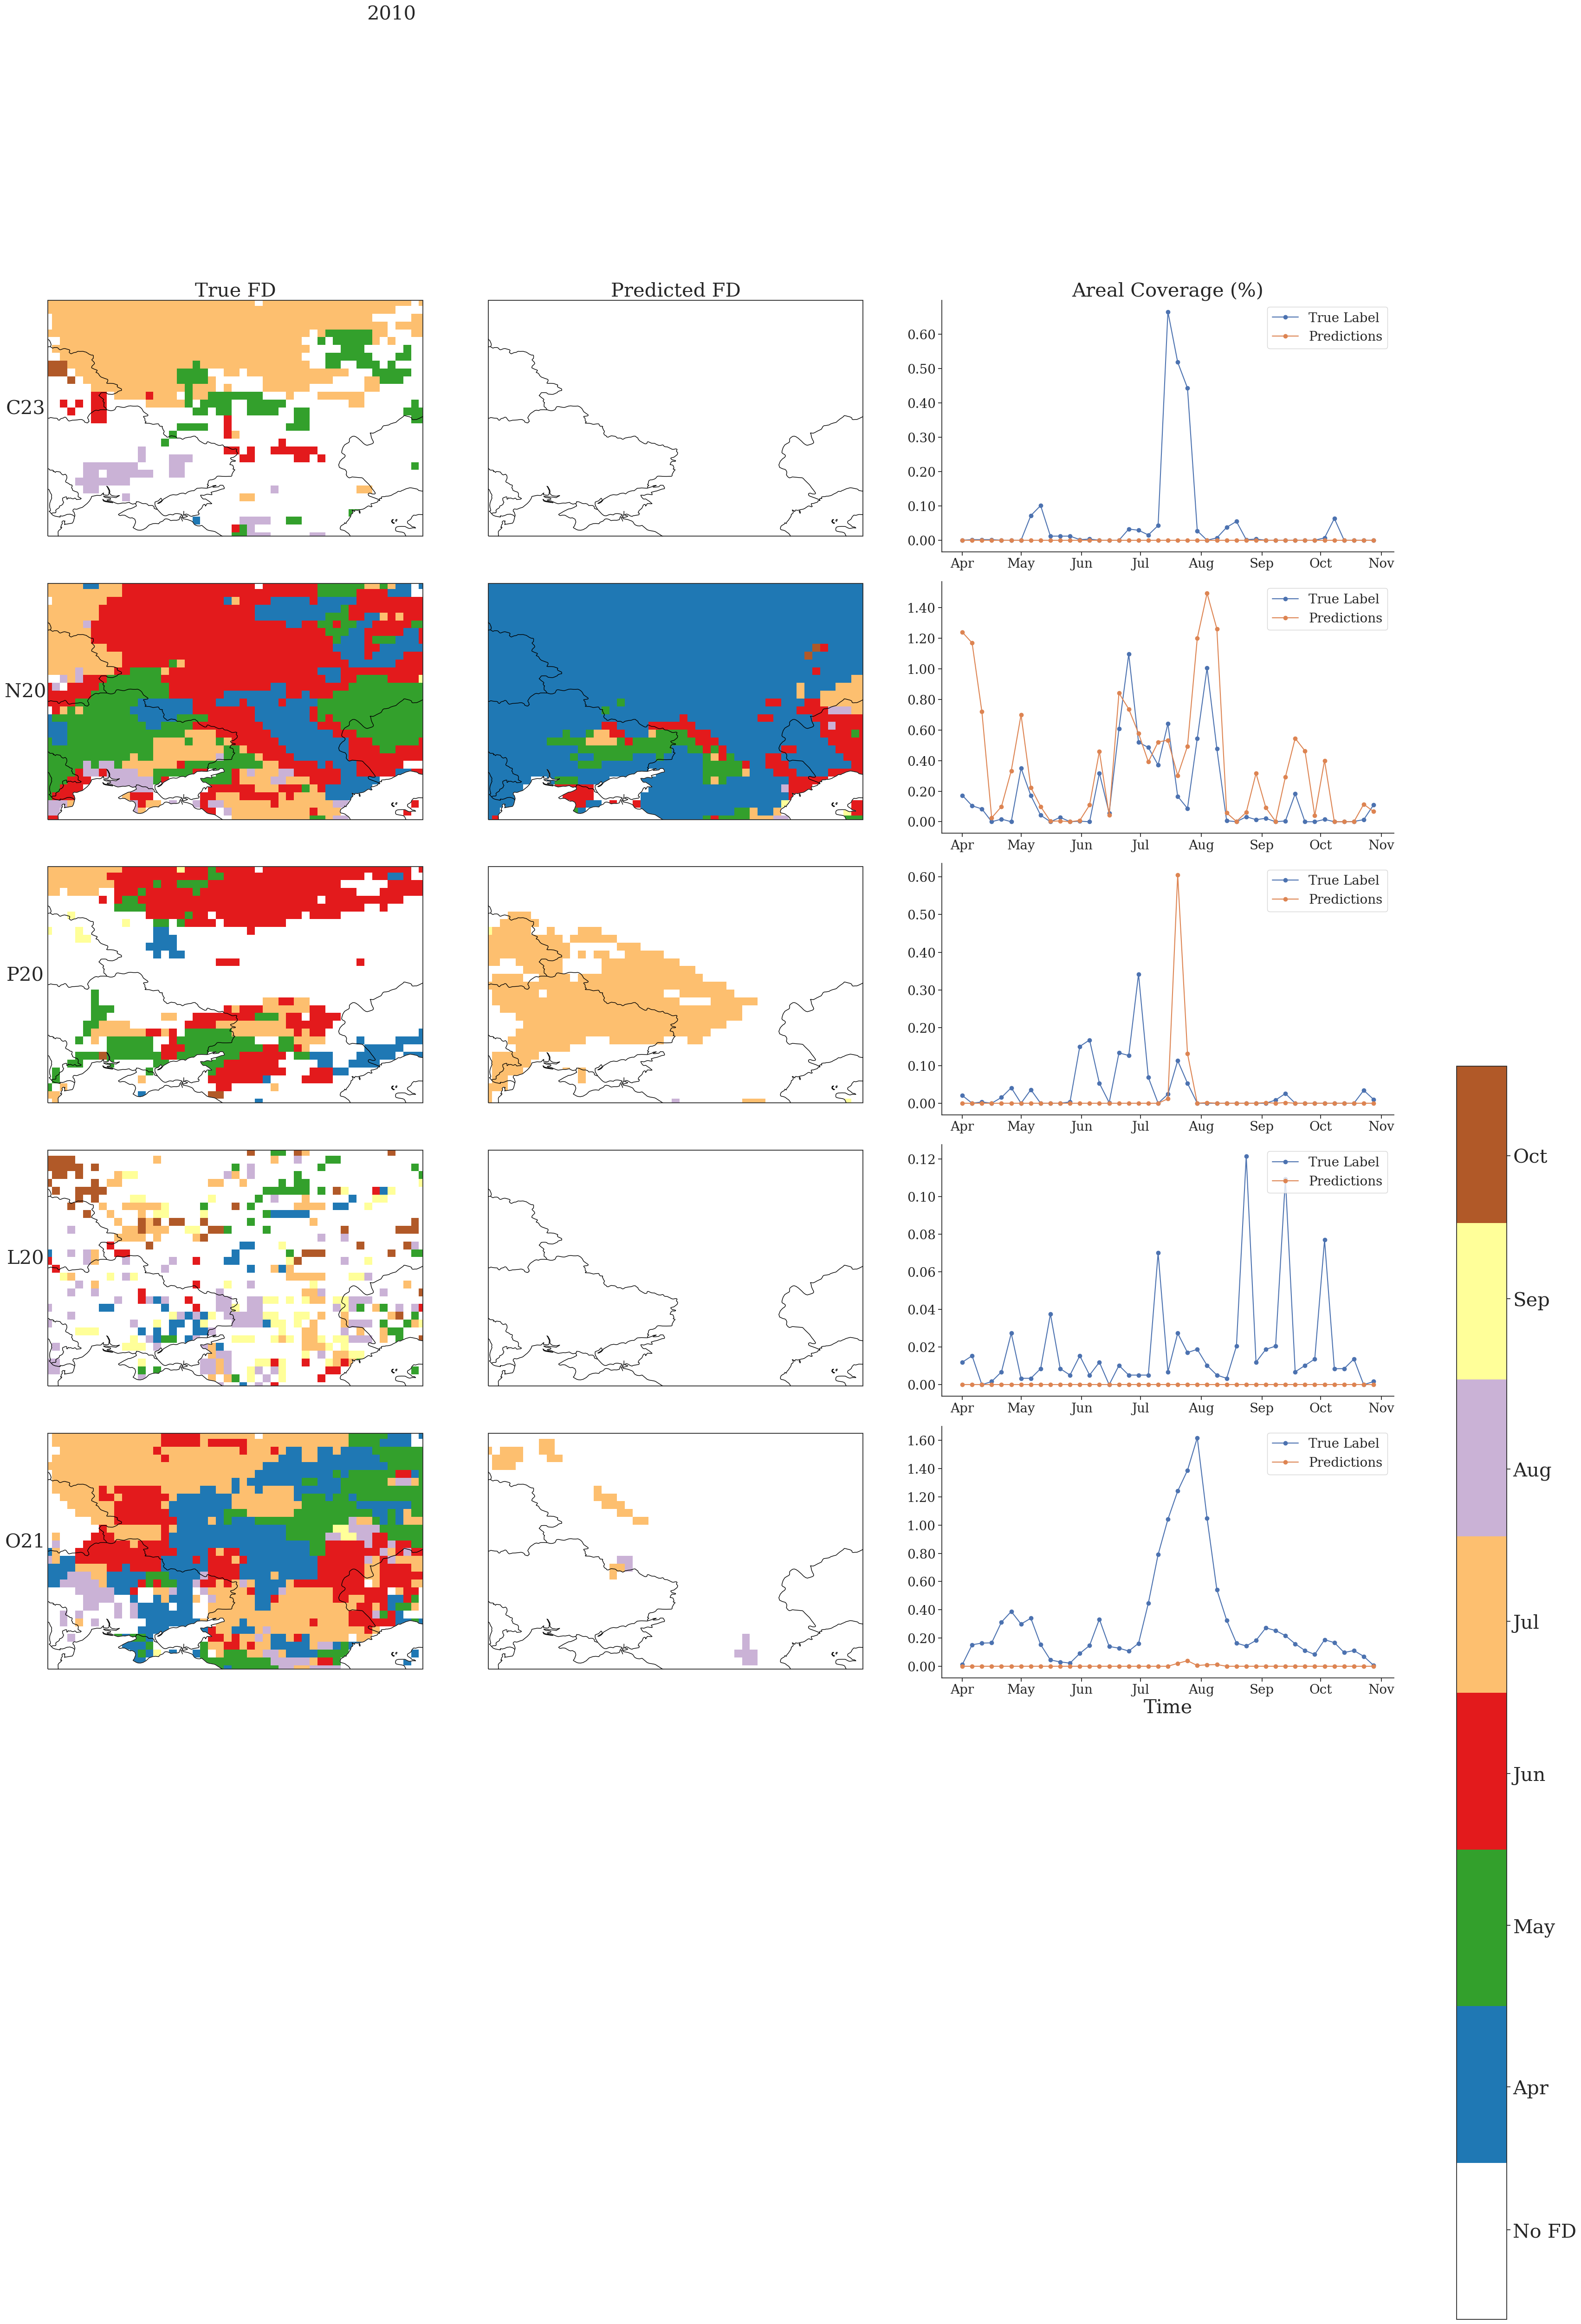 2010
True FD
Predicted FD
Areal Coverage (%)
C23
True Label
Predictions
0.60
0.50
0.40
0.30
0.20
0.10
0.00
Apr May Jun Jul Aug Sep Oct Nov
N20
True Label
Predictions
1.40
1.20
1.00
0.80
0.60
0.40
0.20
0.00
Apr May Jun Jul Aug Sep Oct Nov
P20
True Label
Predictions
0.60
0.50
0.40
0.30
0.20
0.10
0.00
Apr May Jun Jul Aug Sep Oct Nov
L20
True Label
Predictions
0.12
0.10
0.08
0.06
0.04
0.02
0.00
Apr May Jun Jul Aug Sep Oct Nov
O21
True Label
Predictions
1.60
1.40
1.20
1.00
0.80
0.60
0.40
0.20
0.00
Apr May Jun Jul Aug Sep Oct Nov
Time
Oct
Sep
Aug
Jul
Jun
May
Apr
No FD